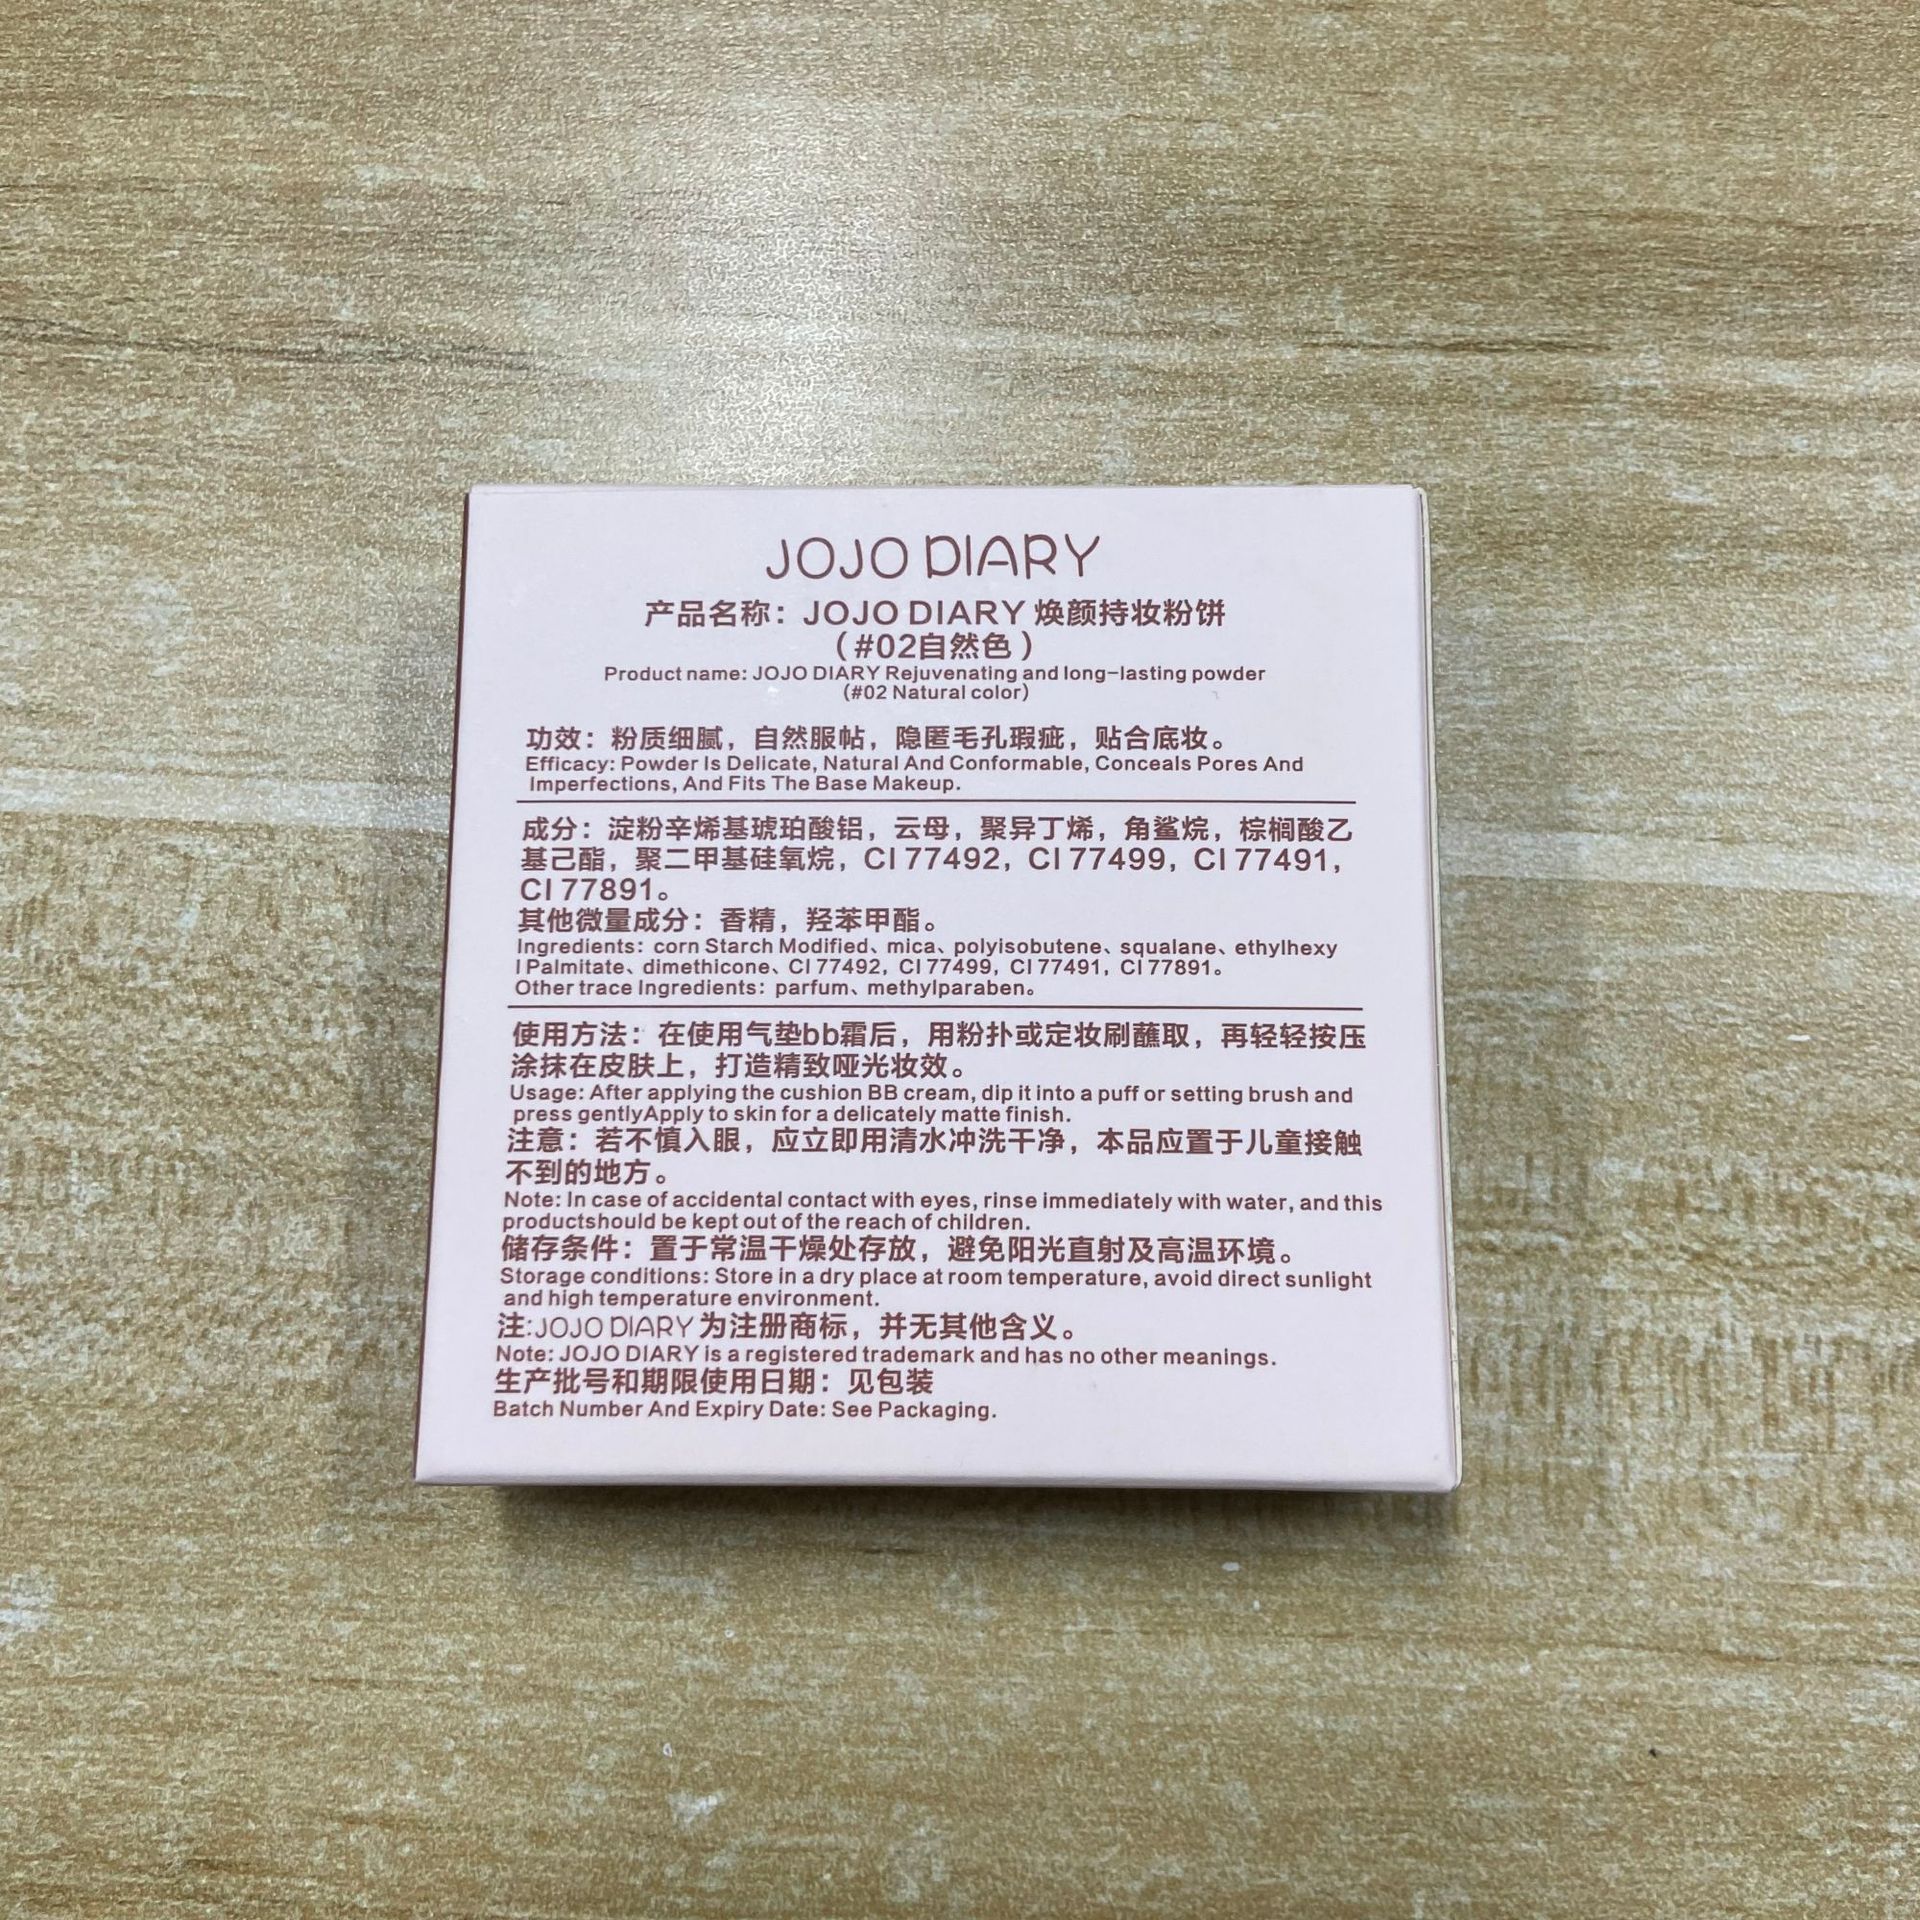 JOJO DIARY
产品名称：JOJO DIARY 焕颜持妆粉饼
（#02自然色）
Product name: JOJO DIARY Rejuvenating and long-lasting powder
(#02 Natural color)
功效：粉质细腻，自然服帖，隐匿毛孔瑕疵，贴合底妆。
Efficacy: Powder Is Delicate, Natural And Conformable, Conceals Pores And
Imperfections, And Fits The Base Makeup.
成分：淀粉辛烯基琥珀酸铝，云母，聚异丁烯，角鲨烷，棕榈酸乙
基己酯，聚二甲基硅氧烷，CI 77492，CI 77499，CI 77491，
CI 77891。
其他微量成分：香精，羟苯甲酯。
Ingredients：corn Starch Modified、mica、polyisobutene、squalane、ethylhexy
l Palmitate、dimethicone、CI 77492，CI 77499，CI 77491，CI 77891。
Other trace Ingredients：parfum、methylparaben。
使用方法：在使用气垫bb霜后，用粉扑或定妆刷蘸取，再轻轻按压
涂抹在皮肤上，打造精致哑光妆效。
Usage: After applying the cushion BB cream, dip it into a puff or setting brush and
press gentlyApply to skin for a delicately matte finish.
注意：若不慎入眼，应立即用清水冲洗干净，本品应置于儿童接触
不到的地方。
Note: In case of accidental contact with eyes, rinse immediately with water, and this
productshould be kept out of the reach of children.
储存条件：置于常温干燥处存放，避免阳光直射及高温环境。
Storage conditions: Store in a dry place at room temperature, avoid direct sunlight
and high temperature environment.
注:JOJO DIARY为注册商标，并无其他含义。
Note: JOJO DIARY is a registered trademark and has no other meanings.
生产批号和期限使用日期：见包装
Batch Number And Expiry Date: See Packaging.